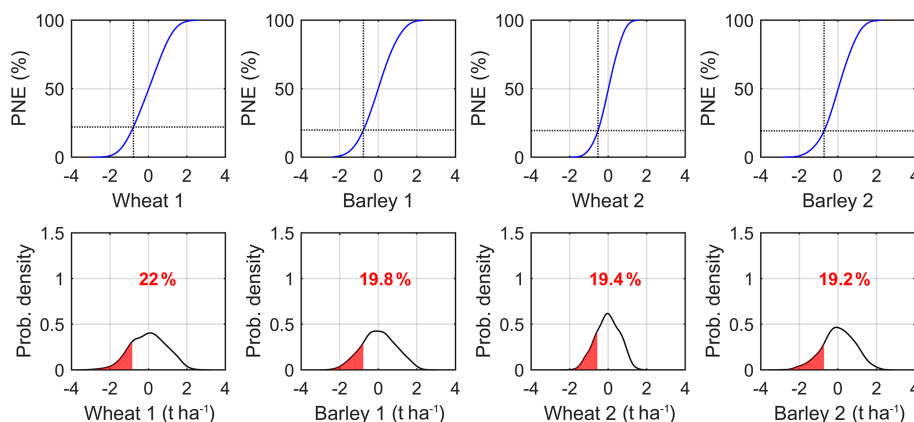 100 100 100 100
PNE (%) PNE (%) PNE (%) PNE (%)
50 50 50 50
0 0 0 0
-4 -2 0 2 4 -4 -2 0 2 4 -4 -2 0 2 4 -4 -2 0 2 4
Wheat 1 Barley 1 Wheat 2 Barley 2
1.5 1.5 1.5 1.5
Prob. density Prob. density Prob. density Prob. density
1 22% 1 19.8% 1 19.4% 1 19.2%
0.5 0.5 0.5 0.5
0 0 0 0
-4 -2 0 2 4 -4 -2 0 2 4 -4 -2 0 2 4 -4 -2 0 2 4
Wheat 1 (t ha⁻¹) Barley 1 (t ha⁻¹) Wheat 2 (t ha⁻¹) Barley 2 (t ha⁻¹)